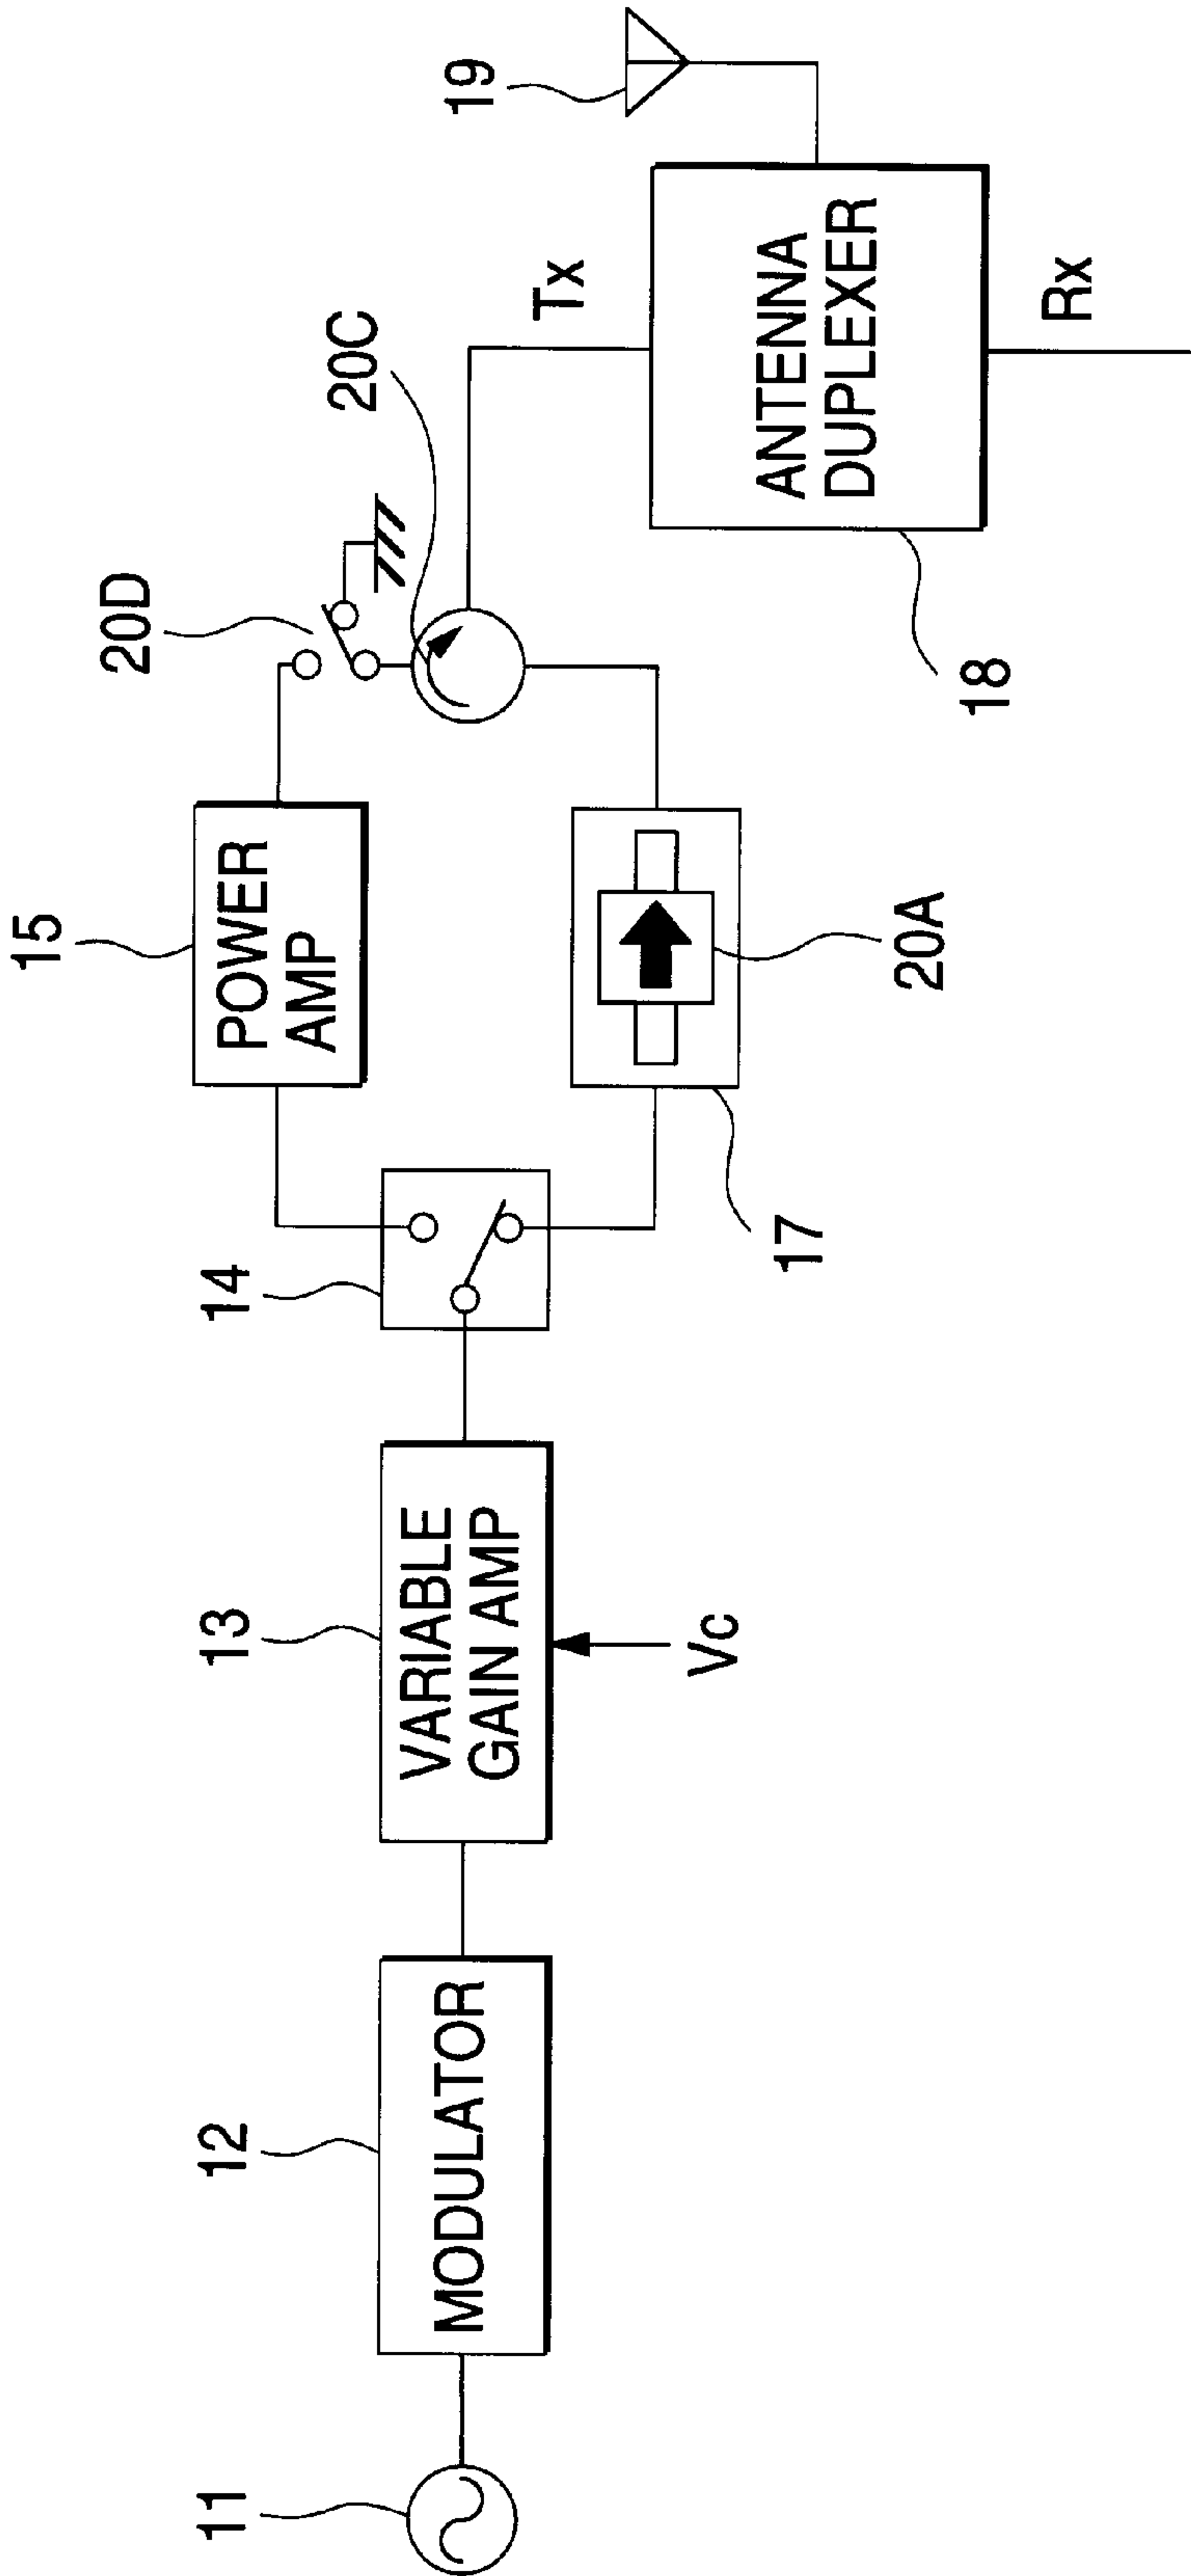 11
12
MODULATOR
13
VARIABLE
GAIN AMP
Vc
14
15
POWER
AMP
17
20A
20D
20C
Tx
ANTENNA
DUPLEXER
18
19
Rx